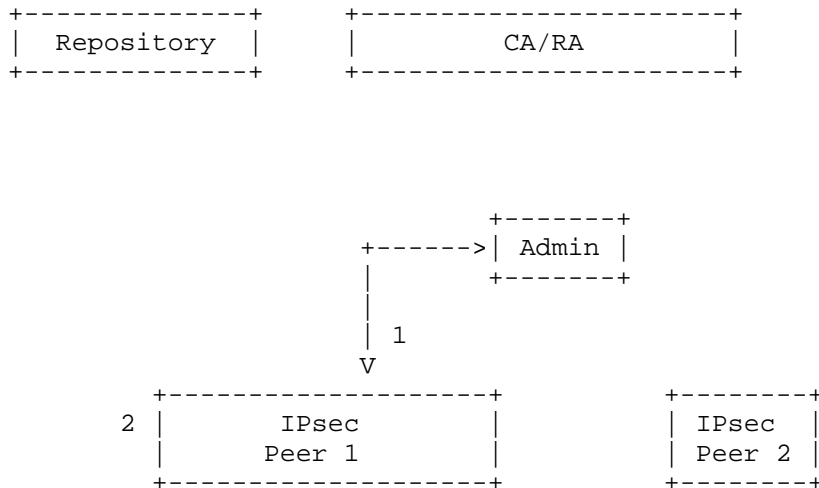 Repository CA/RA
Admin
1
2 IPsec IPsec
Peer 1 Peer 2